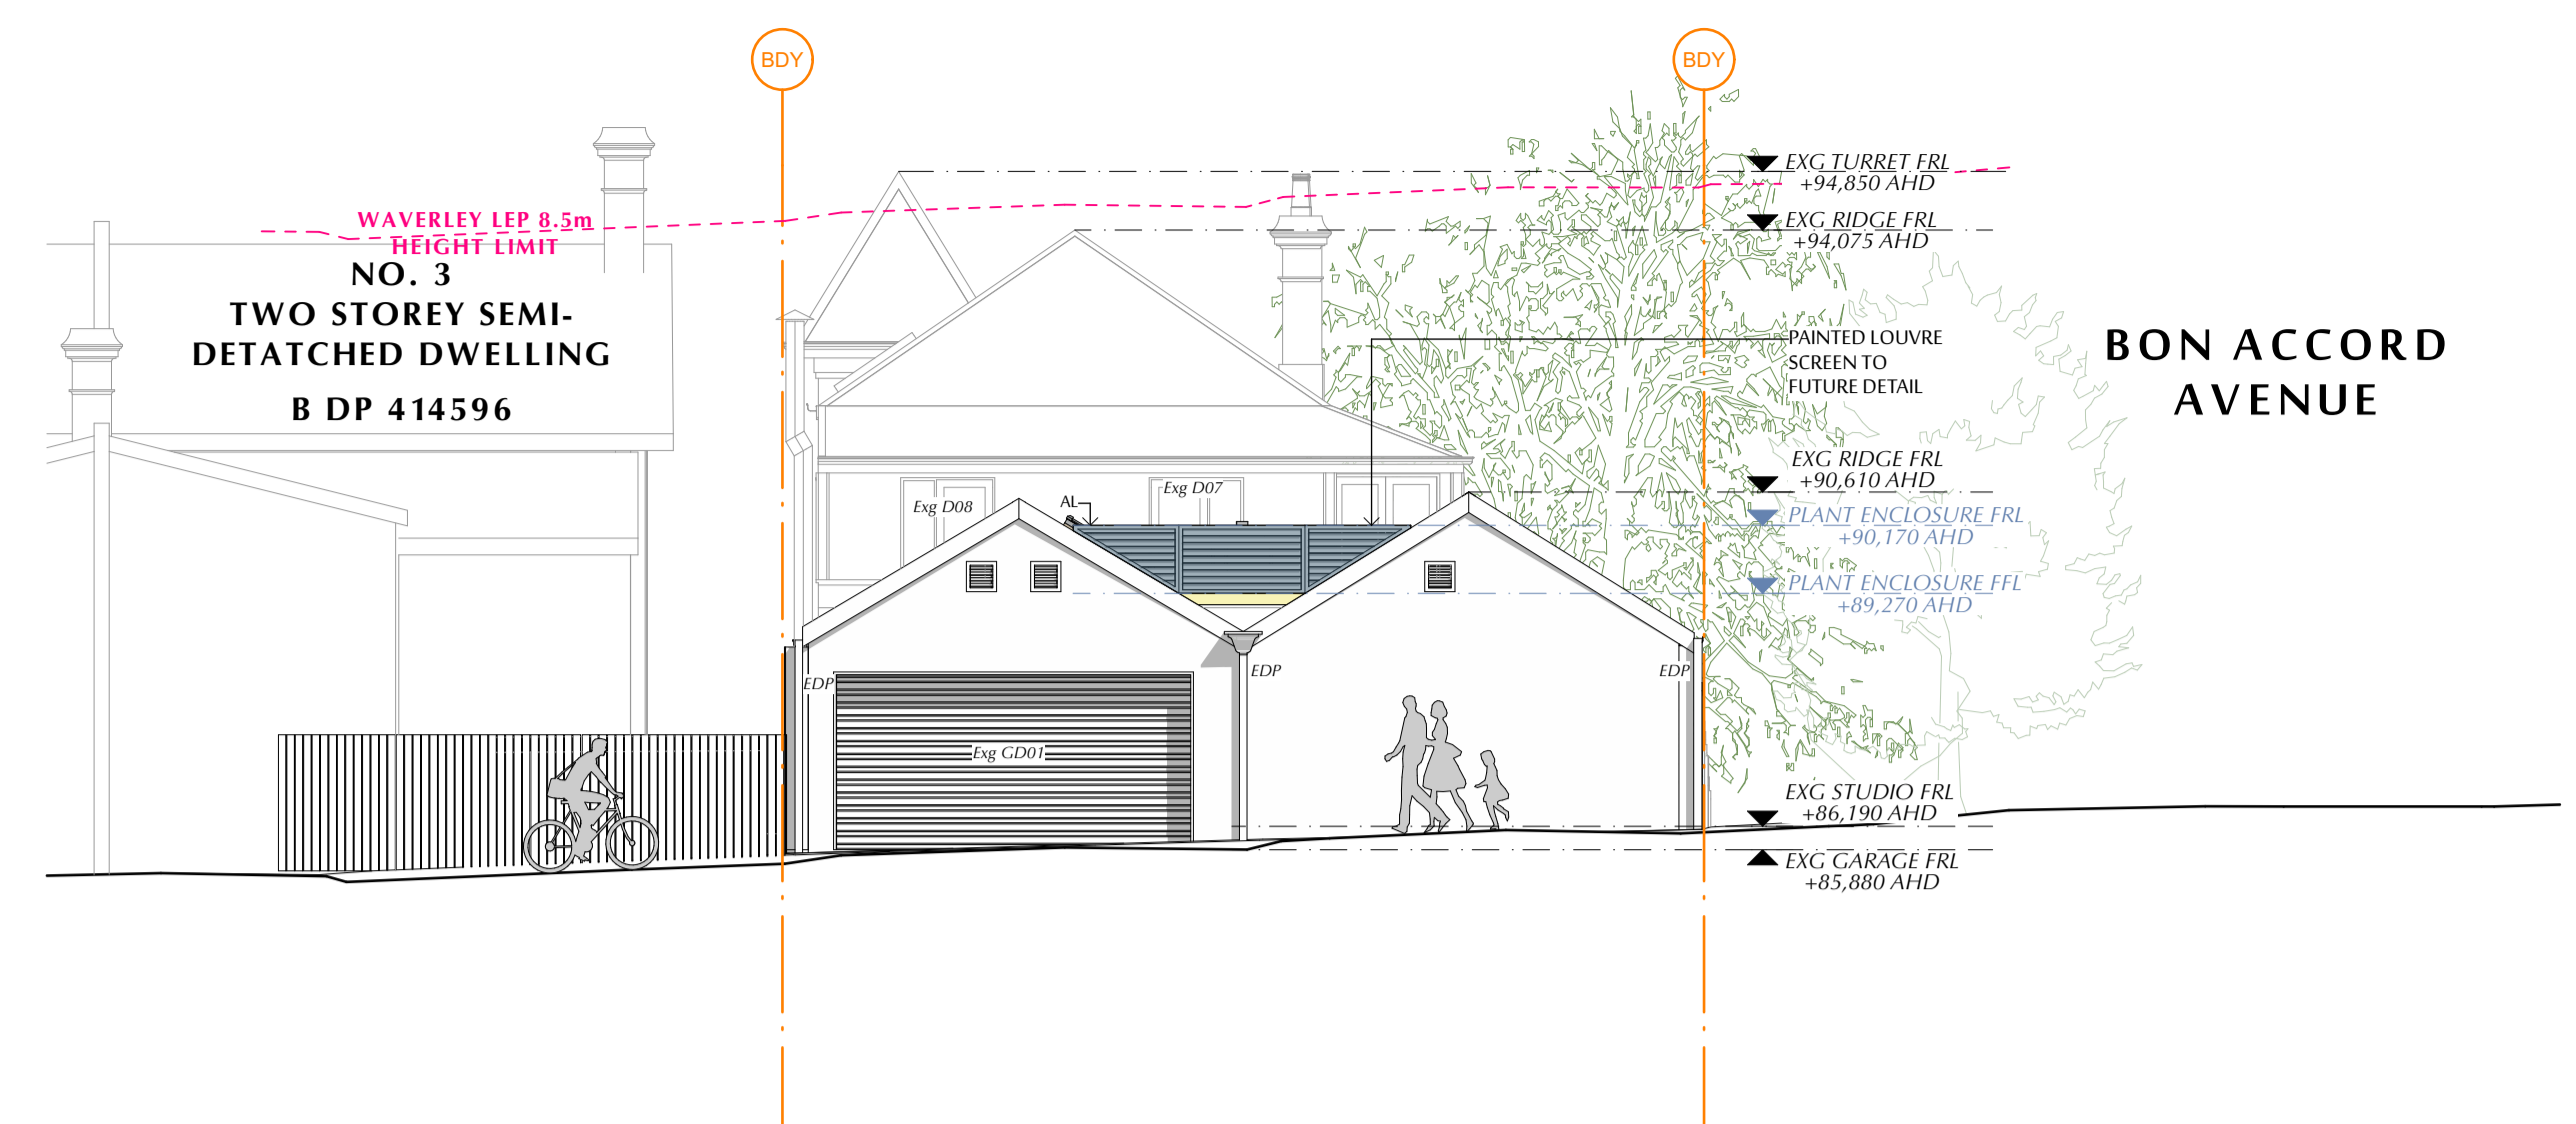 BDY
BDY
WAVERLEY LEP 8.5m
HEIGHT LIMIT
NO. 3
TWO STOREY SEMI-
DETATCHED DWELLING
B DP 414596
EXG TURRET FRL
+94,850 AHD
EXG RIDGE FRL
+94,075 AHD
PAINTED LOUVRE
SCREEN TO
FUTURE DETAIL
BON ACCORD
AVENUE
EXG RIDGE FRL
+90,610 AHD
PLANT ENCLOSURE FRL
+90,170 AHD
PLANT ENCLOSURE FFL
+89,270 AHD
Exg D08
AL
Exg D07
EDP
EDP
EDP
Exg GD01
EXG STUDIO FRL
+86,190 AHD
EXG GARAGE FRL
+85,880 AHD